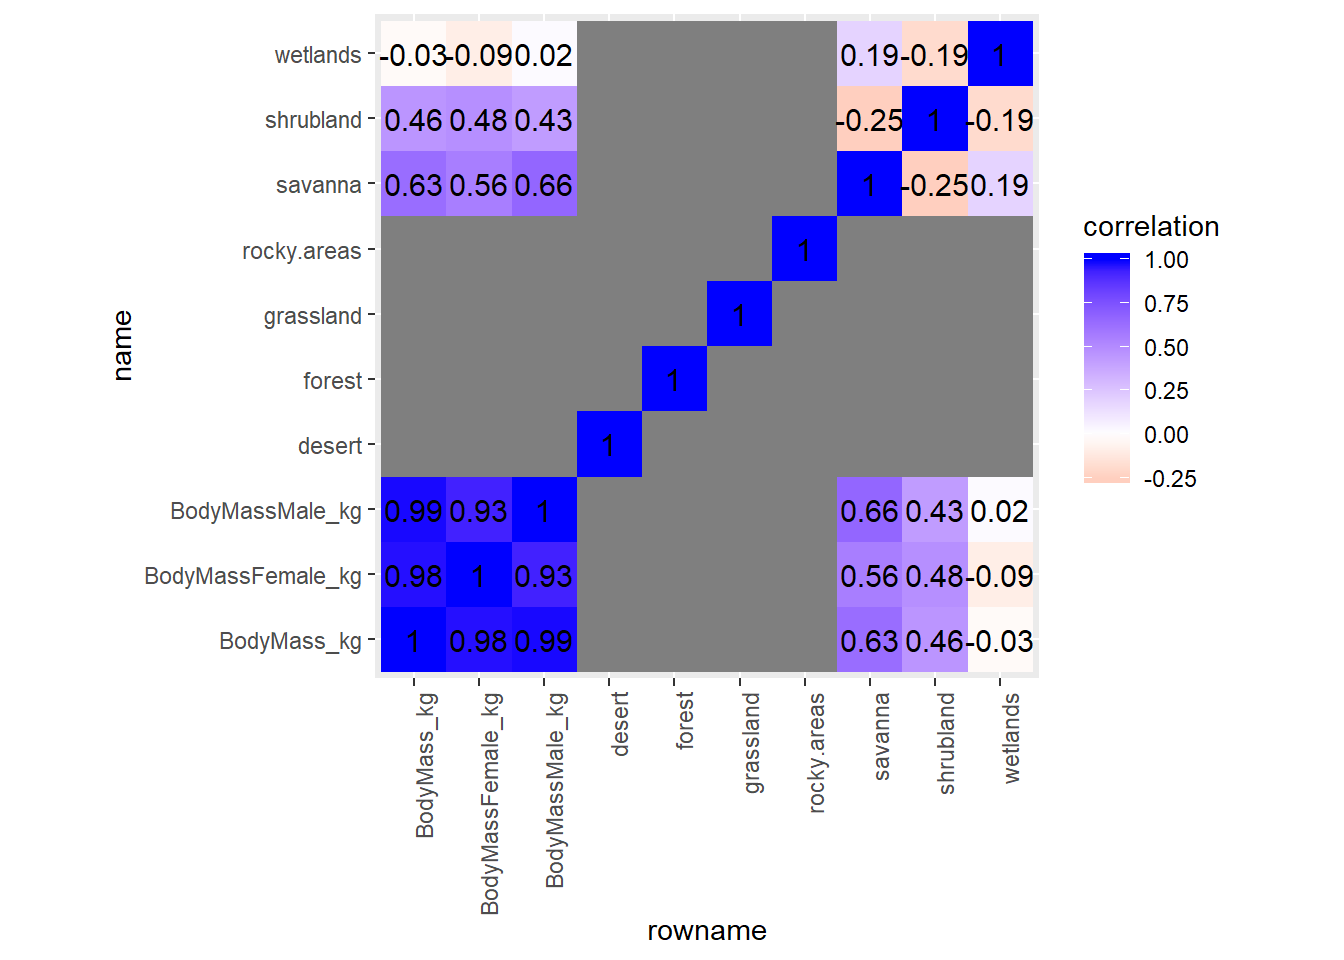 wetlands -0.03 -0.09 0.02 0.19 -0.19 1
shrubland 0.46 0.48 0.43 -0.25 1 -0.19
savanna 0.63 0.56 0.66 1 -0.25 0.19
rocky.areas 1
grassland 1
forest 1
desert 1
BodyMassMale_kg 0.99 0.93 1 0.66 0.43 0.02
BodyMassFemale_kg 0.98 1 0.93 0.56 0.48 -0.09
BodyMass_kg 1 0.98 0.99 0.63 0.46 -0.03
name
BodyMass_kg
BodyMassFemale_kg
BodyMassMale_kg
desert
forest
grassland
rocky.areas
savanna
shrubland
wetlands
rowname
correlation
1.00
0.75
0.50
0.25
0.00
-0.25